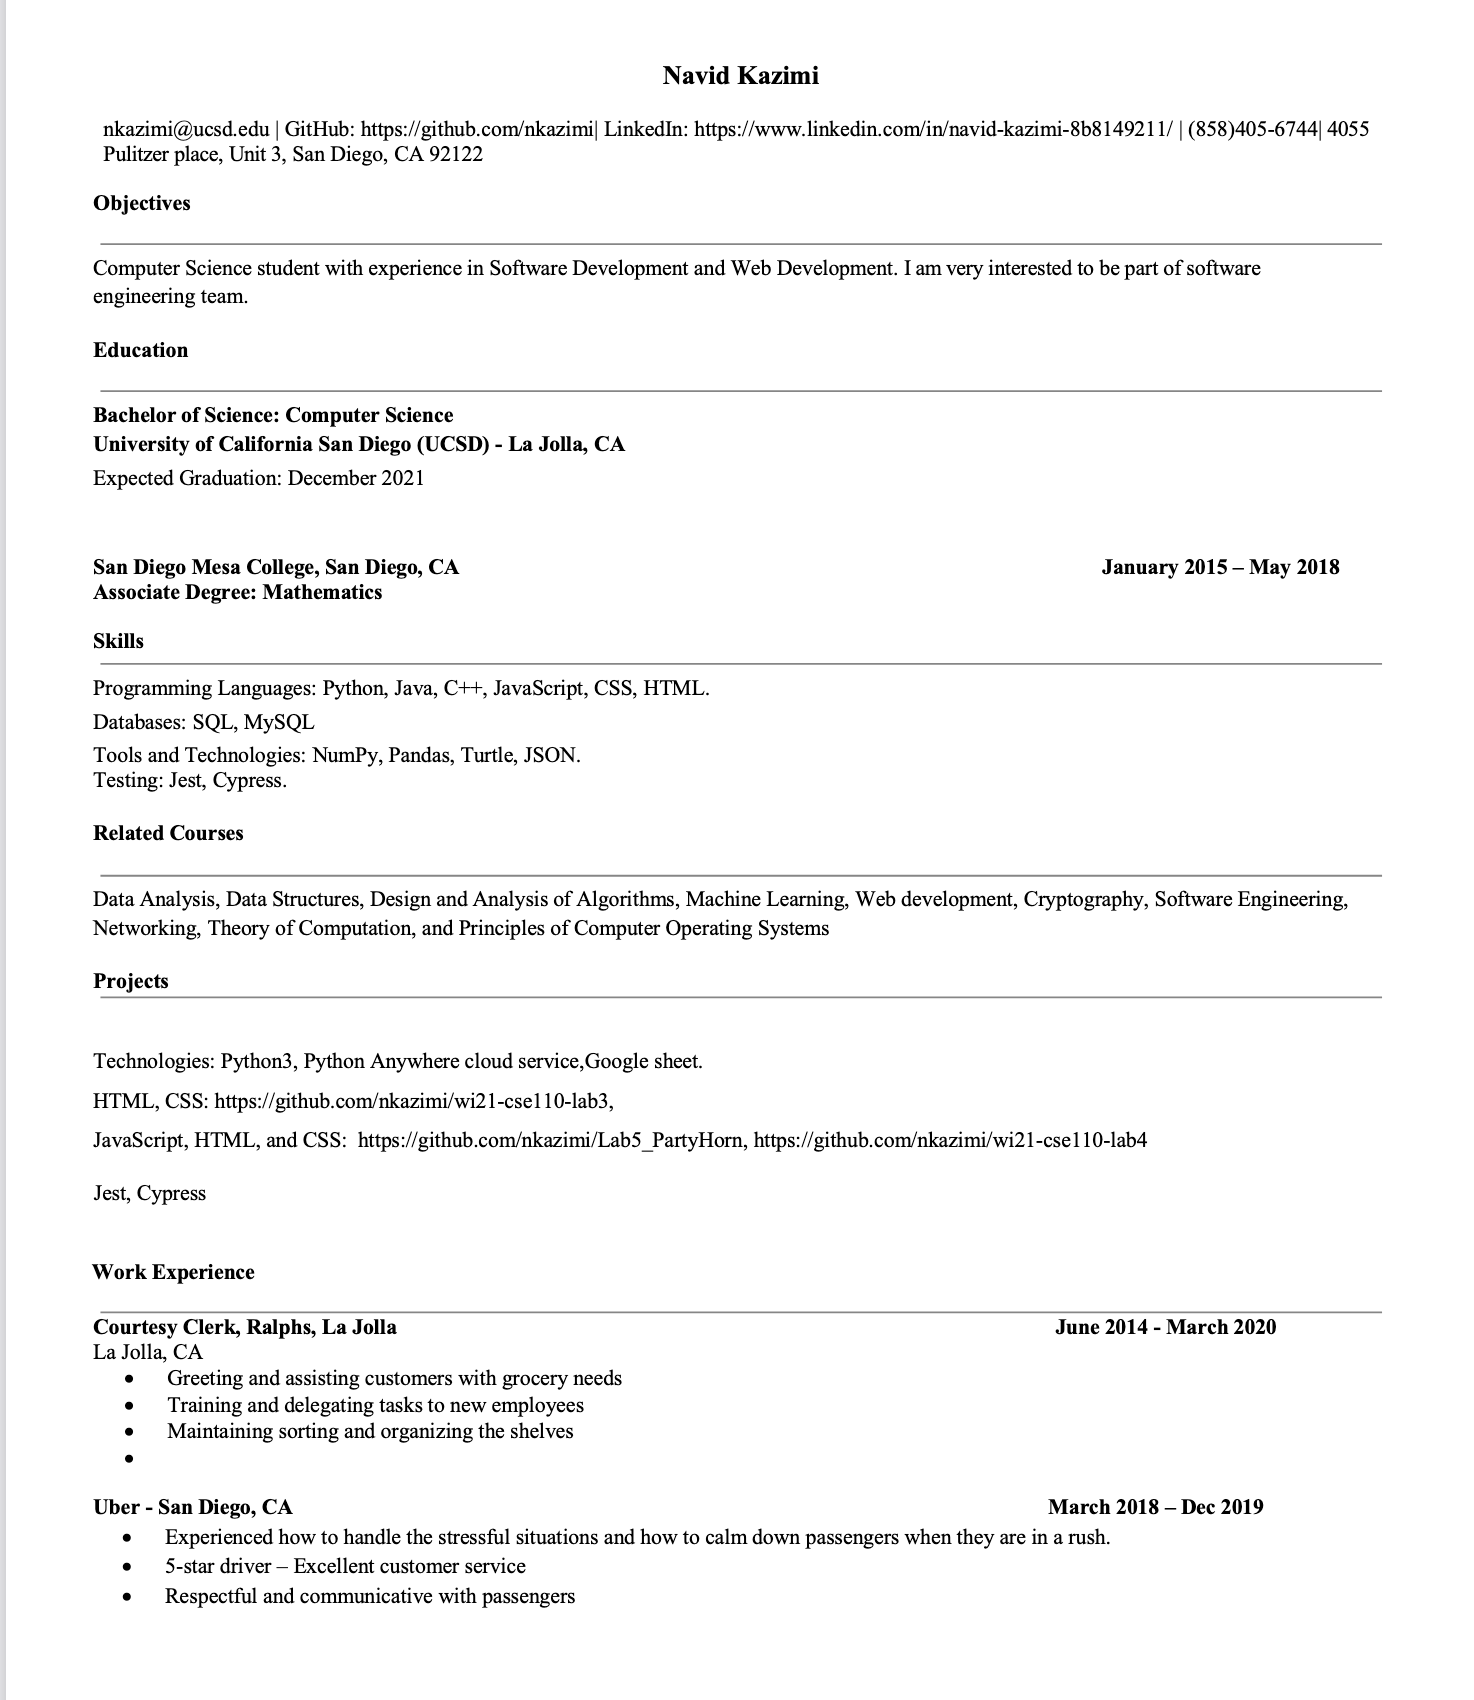 Navid Kazimi
nkazimi@ucsd.edu | GitHub: https://github.com/nkazimi| LinkedIn: https://www.linkedin.com/in/navid-kazimi-8b8149211/ | (858)405-6744| 4055
Pulitzer place, Unit 3, San Diego, CA 92122
Objectives
Computer Science student with experience in Software Development and Web Development. I am very interested to be part of software
engineering team.
Education
Bachelor of Science: Computer Science
University of California San Diego (UCSD) - La Jolla, CA
Expected Graduation: December 2021
San Diego Mesa College, San Diego, CA January 2015 – May 2018
Associate Degree: Mathematics
Skills
Programming Languages: Python, Java, C++, JavaScript, CSS, HTML.
Databases: SQL, MySQL
Tools and Technologies: NumPy, Pandas, Turtle, JSON.
Testing: Jest, Cypress.
Related Courses
Data Analysis, Data Structures, Design and Analysis of Algorithms, Machine Learning, Web development, Cryptography, Software Engineering,
Networking, Theory of Computation, and Principles of Computer Operating Systems
Projects
Technologies: Python3, Python Anywhere cloud service,Google sheet.
HTML, CSS: https://github.com/nkazimi/wi21-cse110-lab3,
JavaScript, HTML, and CSS:  https://github.com/nkazimi/Lab5_PartyHorn, https://github.com/nkazimi/wi21-cse110-lab4
Jest, Cypress
Work Experience
Courtesy Clerk, Ralphs, La Jolla June 2014 - March 2020
La Jolla, CA
• Greeting and assisting customers with grocery needs
• Training and delegating tasks to new employees
• Maintaining sorting and organizing the shelves
•
Uber - San Diego, CA March 2018 – Dec 2019
• Experienced how to handle the stressful situations and how to calm down passengers when they are in a rush.
• 5-star driver – Excellent customer service
• Respectful and communicative with passengers